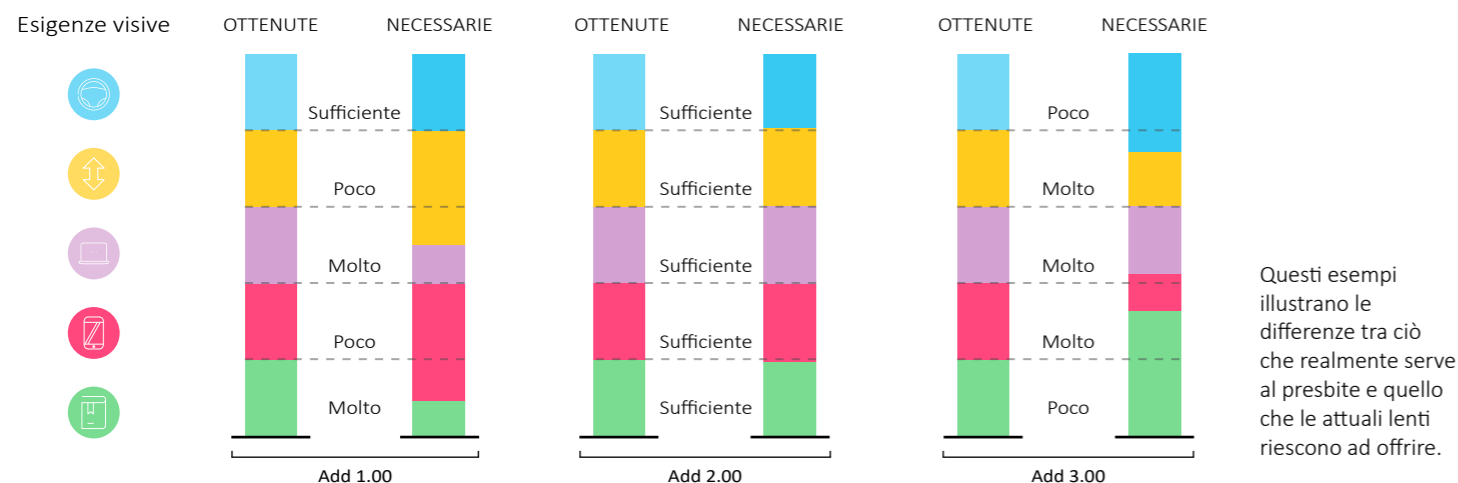 Esigenze visive
OTTENUTE NECESSARIE
OTTENUTE NECESSARIE
OTTENUTE NECESSARIE
Sufficiente
Poco
Molto
Poco
Molto
Add 1.00
Sufficiente
Sufficiente
Sufficiente
Sufficiente
Sufficiente
Add 2.00
Poco
Molto
Molto
Molto
Poco
Add 3.00
Questi esempi
illustrano le
differenze tra ciò
che realmente serve
al presbite e quello
che le attuali lenti
riescono ad offrire.